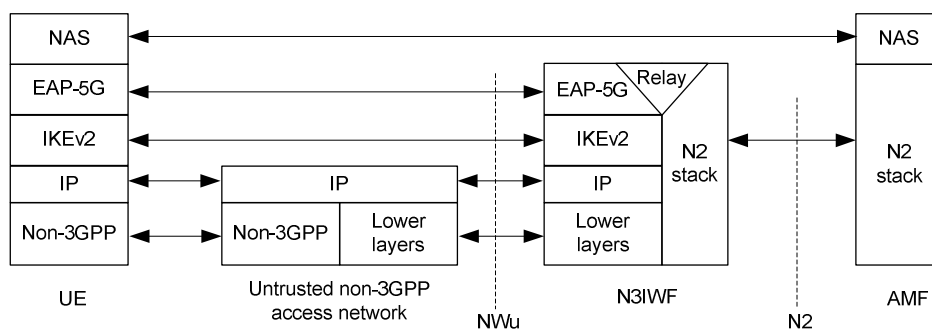 NAS
NAS
EAP-5G
EAP-5G
Relay
IKEv2
IKEv2
N2
stack
N2
stack
IP
IP
IP
Non-3GPP
Non-3GPP
Lower
layers
Lower
layers
UE
Untrusted non-3GPP
access network
NWu
N3IWF
N2
AMF